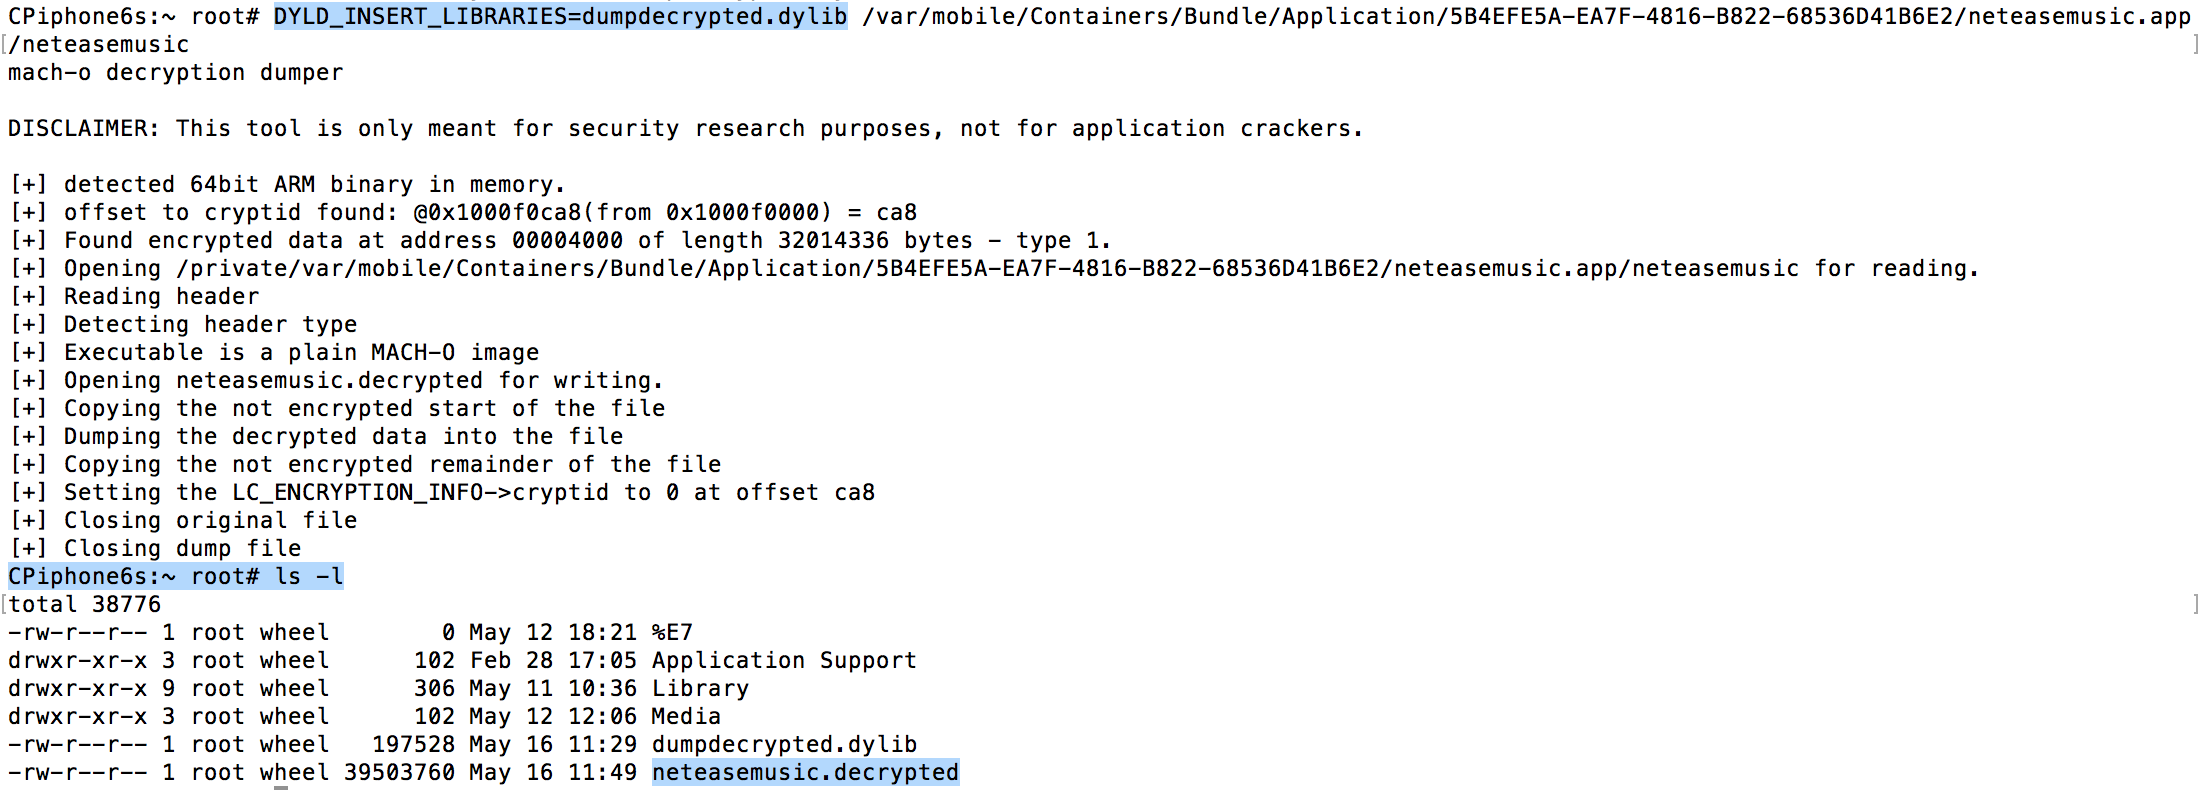 CPiphone6s:~ root# DYLD_INSERT_LIBRARIES=dumpdecrypted.dylib /var/mobile/Containers/Bundle/Application/5B4EFE5A-EA7F-4816-B822-68536D41B6E2/neteasemusic.app
[/neteasemusic ]
mach-o decryption dumper

DISCLAIMER: This tool is only meant for security research purposes, not for application crackers.

[+] detected 64bit ARM binary in memory.
[+] offset to cryptid found: @0x1000f0ca8(from 0x1000f0000) = ca8
[+] Found encrypted data at address 00004000 of length 32014336 bytes - type 1.
[+] Opening /private/var/mobile/Containers/Bundle/Application/5B4EFE5A-EA7F-4816-B822-68536D41B6E2/neteasemusic.app/neteasemusic for reading.
[+] Reading header
[+] Detecting header type
[+] Executable is a plain MACH-O image
[+] Opening neteasemusic.decrypted for writing.
[+] Copying the not encrypted start of the file
[+] Dumping the decrypted data into the file
[+] Copying the not encrypted remainder of the file
[+] Setting the LC_ENCRYPTION_INFO->cryptid to 0 at offset ca8
[+] Closing original file
[+] Closing dump file
CPiphone6s:~ root# ls -l
[total 38776 ]
-rw-r--r-- 1 root wheel        0 May 12 18:21 %E7
drwxr-xr-x 3 root wheel      102 Feb 28 17:05 Application Support
drwxr-xr-x 9 root wheel      306 May 11 10:36 Library
drwxr-xr-x 3 root wheel      102 May 12 12:06 Media
-rw-r--r-- 1 root wheel   197528 May 16 11:29 dumpdecrypted.dylib
-rw-r--r-- 1 root wheel 39503760 May 16 11:49 neteasemusic.decrypted